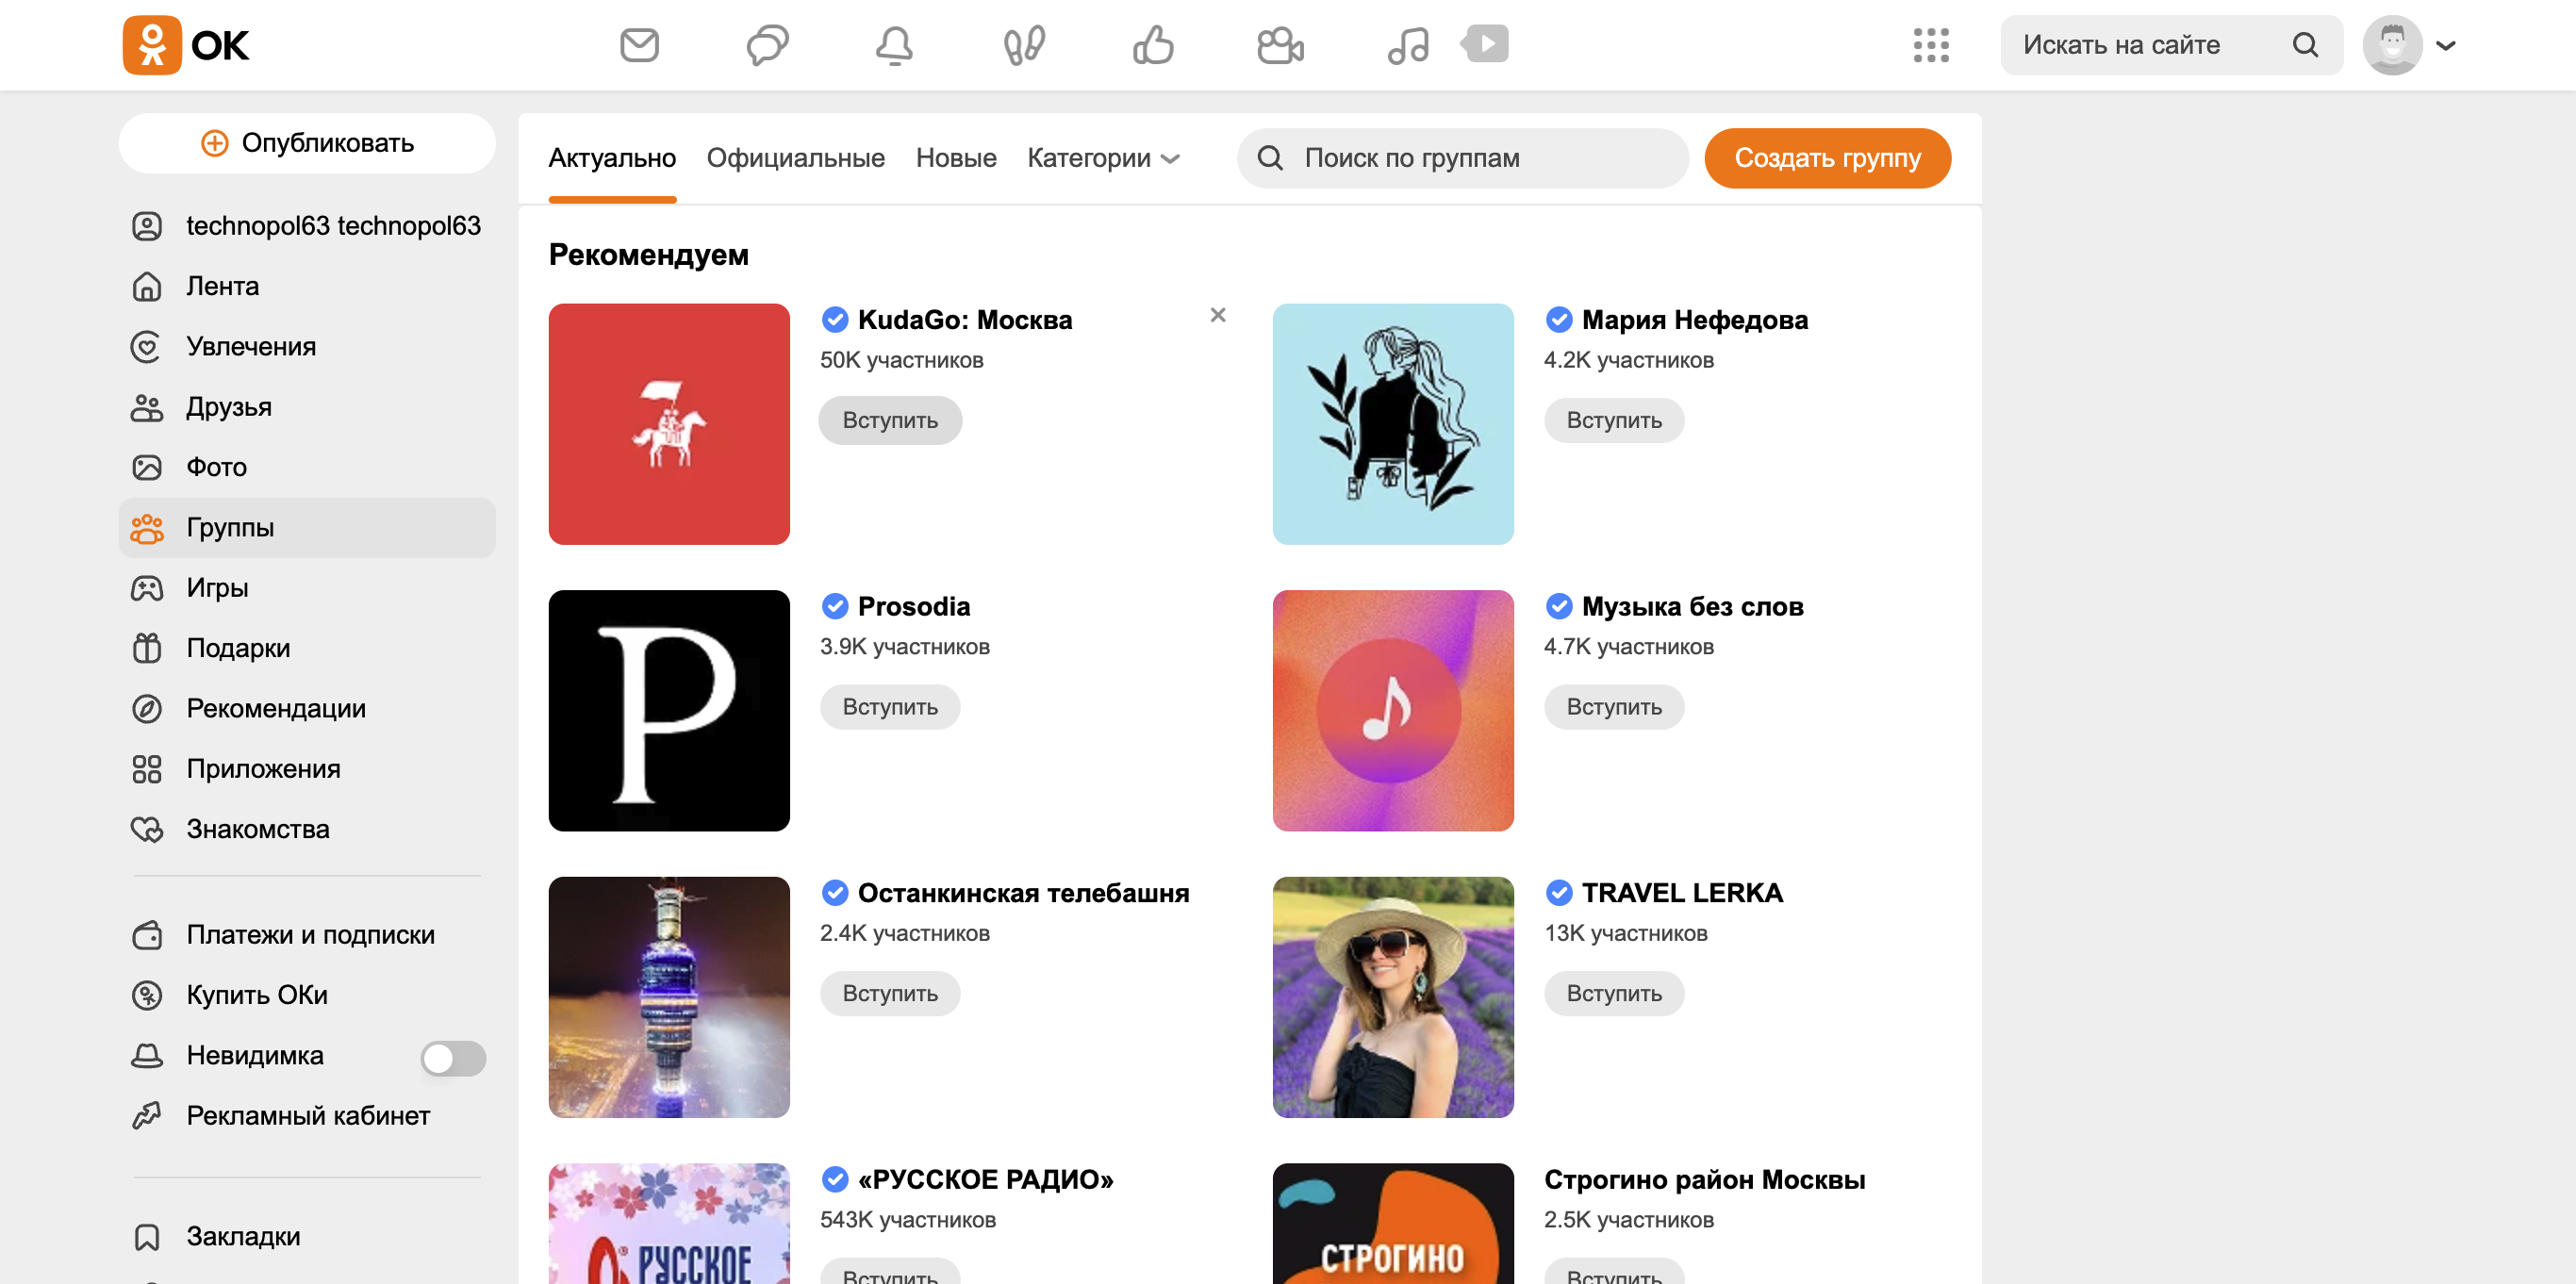 ОК
Искать на сайте
Опубликовать
technopol63 technopol63
Лента
Увлечения
Друзья
Фото
Группы
Игры
Подарки
Рекомендации
Приложения
Знакомства
Платежи и подписки
Купить ОКи
Невидимка
Рекламный кабинет
Закладки
Актуально Официальные Новые Категории Поиск по группам Создать группу
Рекомендуем
KudaGo: Москва
50K участников
Вступить
Мария Нефедова
4.2K участников
Вступить
P
Prosodia
3.9K участников
Вступить
Музыка без слов
4.7K участников
Вступить
Останкинская телебашня
2.4K участников
Вступить
TRAVEL LERKA
13K участников
Вступить
РУССКОЕ
«РУССКОЕ РАДИО»
543K участников
Вступить
СТРОГИНО
Строгино район Москвы
2.5K участников
Вступить